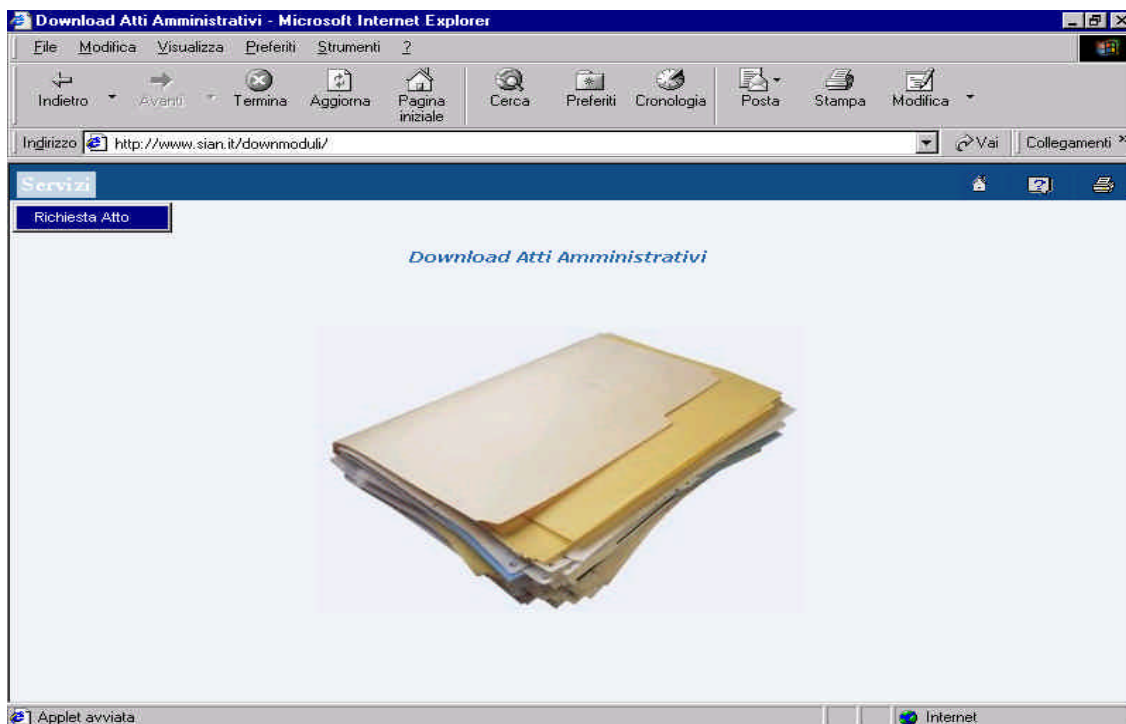 Download Atti Amministrativi - Microsoft Internet Explorer
File Modifica Visualizza Preferiti Strumenti ?
Indietro Avanti Termina Aggiorna Pagina iniziale Cerca Preferiti Cronologia Posta Stampa Modifica
Indirizzo http://www.sian.it/downmoduli/ Vai Collegamenti »
Servizi
Richiesta Atto
Download Atti Amministrativi
Applet avviata Internet